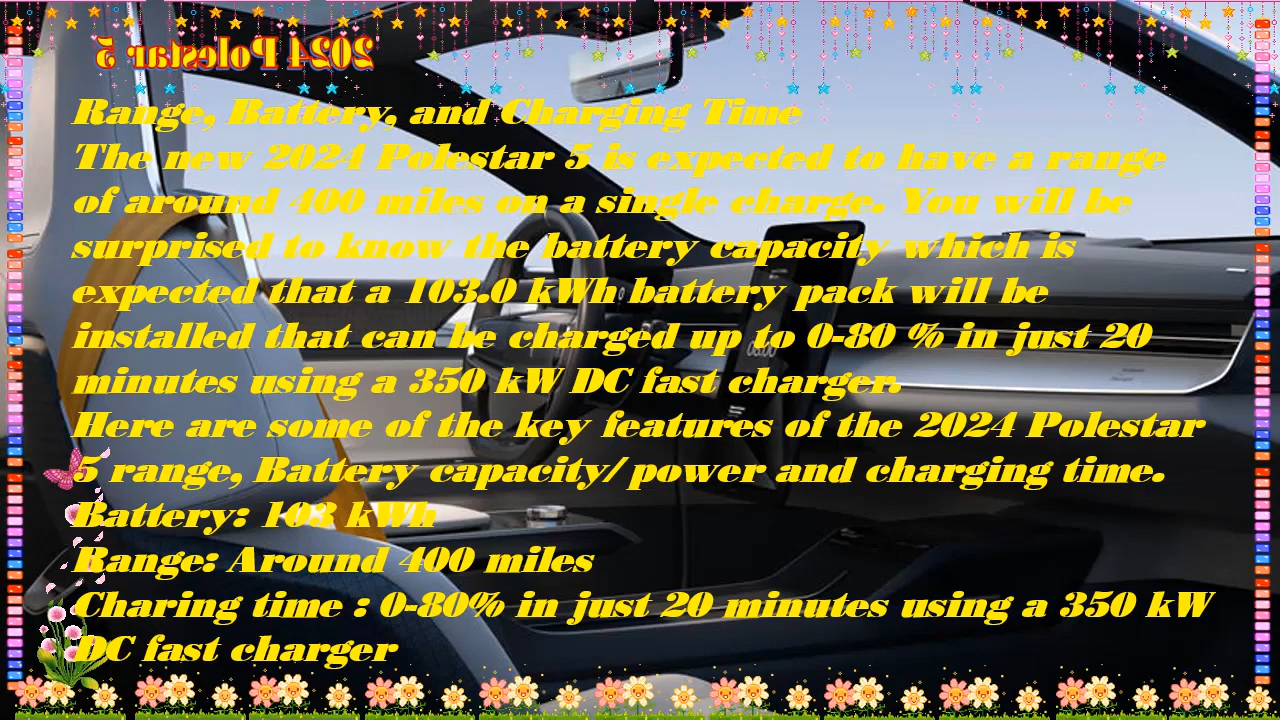 2024 Polestar 5
Range, Battery, and Charging Time
The new 2024 Polestar 5 is expected to have a range
of around 400 miles on a single charge. You will be
surprised to know the battery capacity which is
expected that a 103.0 kWh battery pack will be
installed that can be charged up to 0-80 % in just 20
minutes using a 350 kW DC fast charger.
Here are some of the key features of the 2024 Polestar
5 range, Battery capacity/power and charging time.
Battery: 103 kWh
Range: Around 400 miles
Charing time : 0-80% in just 20 minutes using a 350 kW
DC fast charger